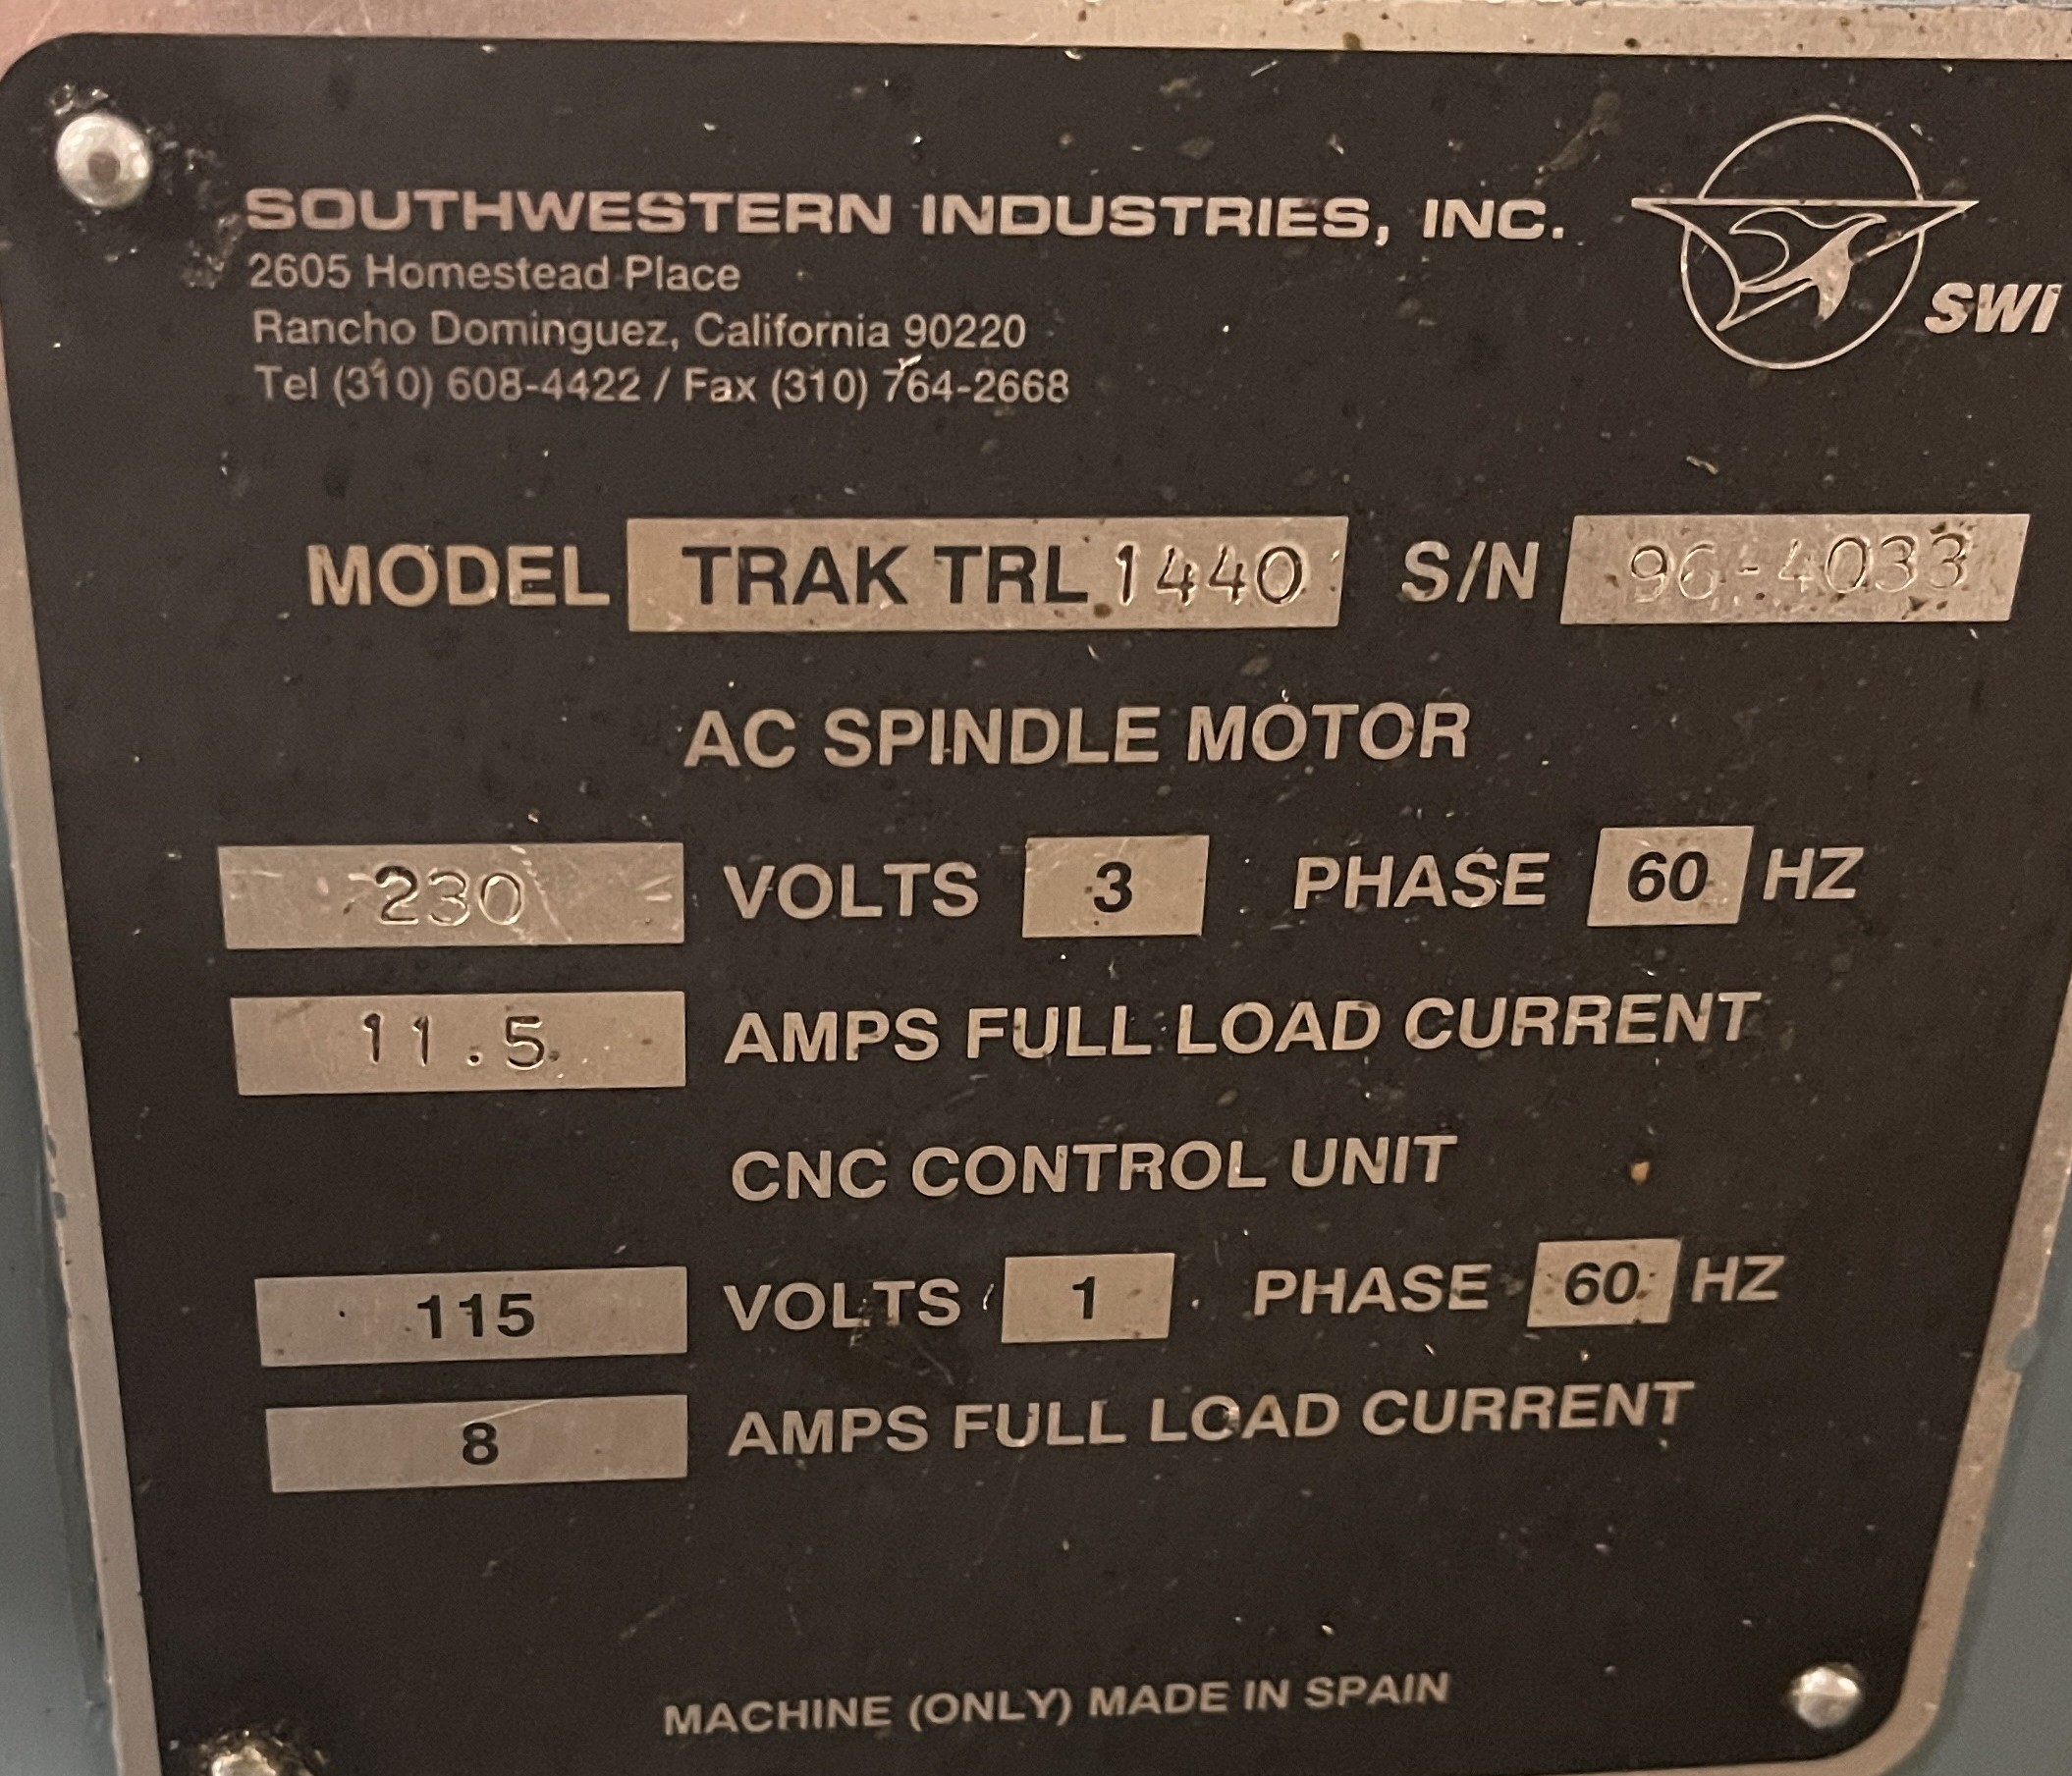 SOUTHWESTERN INDUSTRIES, INC.
SWI
2605 Homestead Place
Rancho Dominguez, California 90220
Tel (310) 608-4422 / Fax (310) 764-2668
MODEL TRAK TRL 1440 S/N 96-4033
AC SPINDLE MOTOR
230 VOLTS 3 PHASE 60 HZ
11.5 AMPS FULL LOAD CURRENT
CNC CONTROL UNIT
115 VOLTS 1 PHASE 60 HZ
8 AMPS FULL LOAD CURRENT
MACHINE (ONLY) MADE IN SPAIN